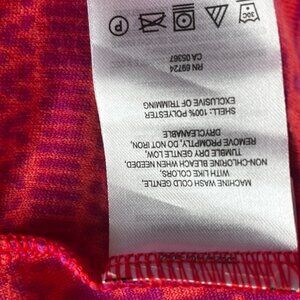 MACHINE WASH COLD GENTLE,
WITH LIKE COLORS,
NON-CHLORINE BLEACH WHEN NEEDED,
TUMBLE DRY GENTLE LOW,
REMOVE PROMPTLY, DO NOT IRON,
DRYCLEANABLE
SHELL: 100% POLYESTER
EXCLUSIVE OF TRIMMING
RN 69724
CA 05367
P